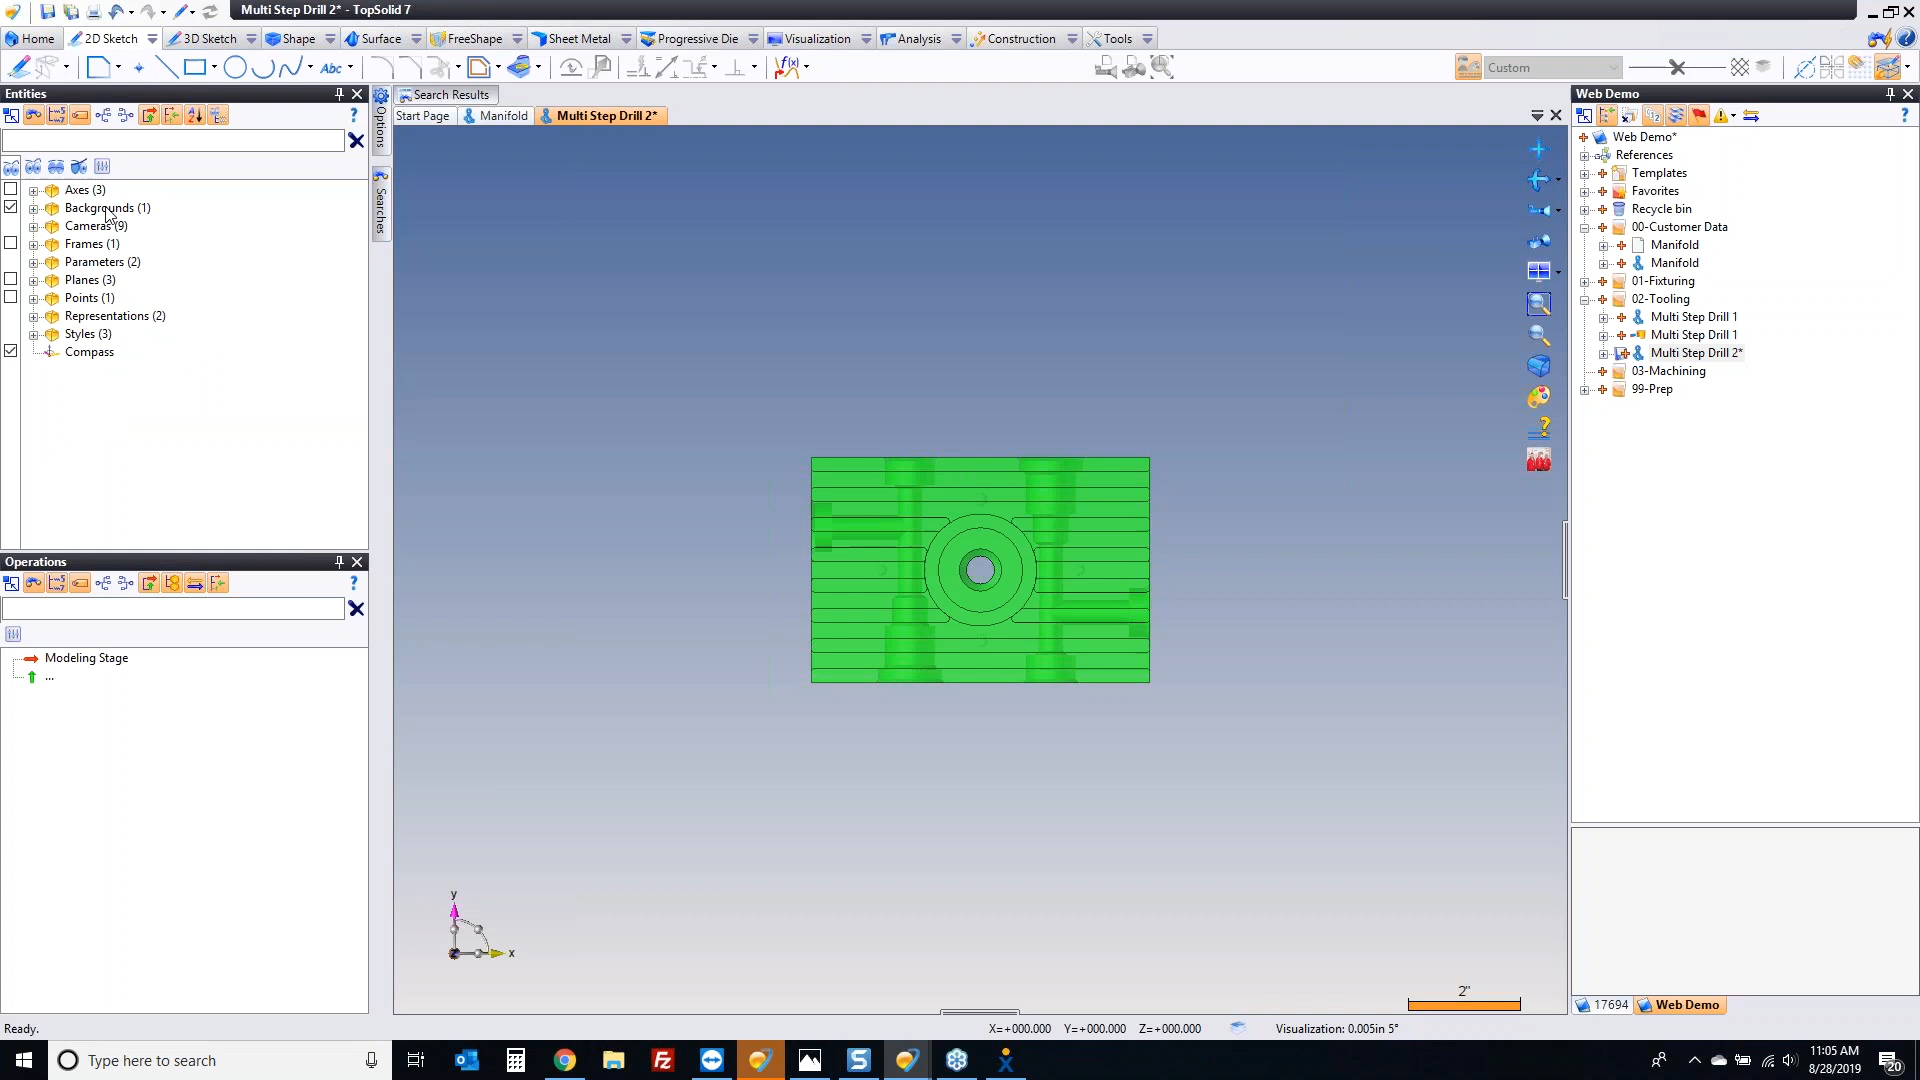 Multi Step Drill 2* - TopSolid 7
Home
2D Sketch
3D Sketch
Shape
Surface
FreeShape
Sheet Metal
Progressive Die
Visualization
Analysis
Construction
Tools
Abc
Custom
Entities
Axes (3)
Backgrounds (1)
Cameras (9)
Frames (1)
Parameters (2)
Planes (3)
Points (1)
Representations (2)
Styles (3)
Compass
Operations
Modeling Stage
...
Options
Searches
Search Results
Start Page
Manifold
Multi Step Drill 2*
y
x
2"
Web Demo
Web Demo*
References
Templates
Favorites
Recycle bin
00-Customer Data
Manifold
Manifold
01-Fixturing
02-Tooling
Multi Step Drill 1
Multi Step Drill 1
Multi Step Drill 2*
03-Machining
99-Prep
17694
Web Demo
Ready.
X=+000.000 Y=+000.000 Z=+000.000
Visualization: 0.005in 5°
Type here to search
11:05 AM
8/28/2019
20